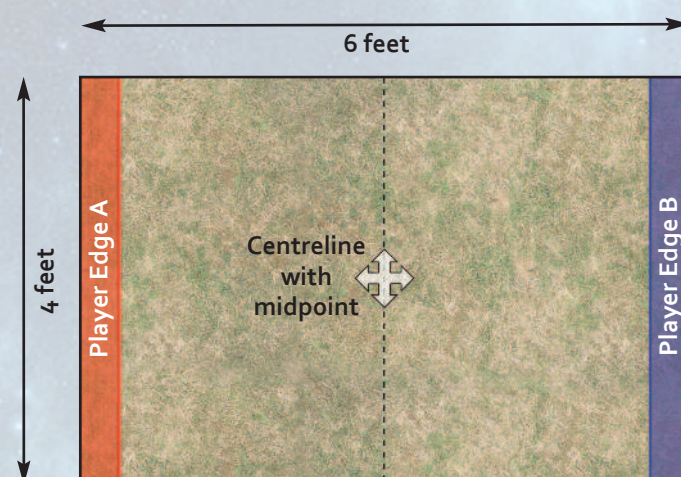 6 feet
4 feet
Player Edge A
Centreline
with
midpoint
Player Edge B